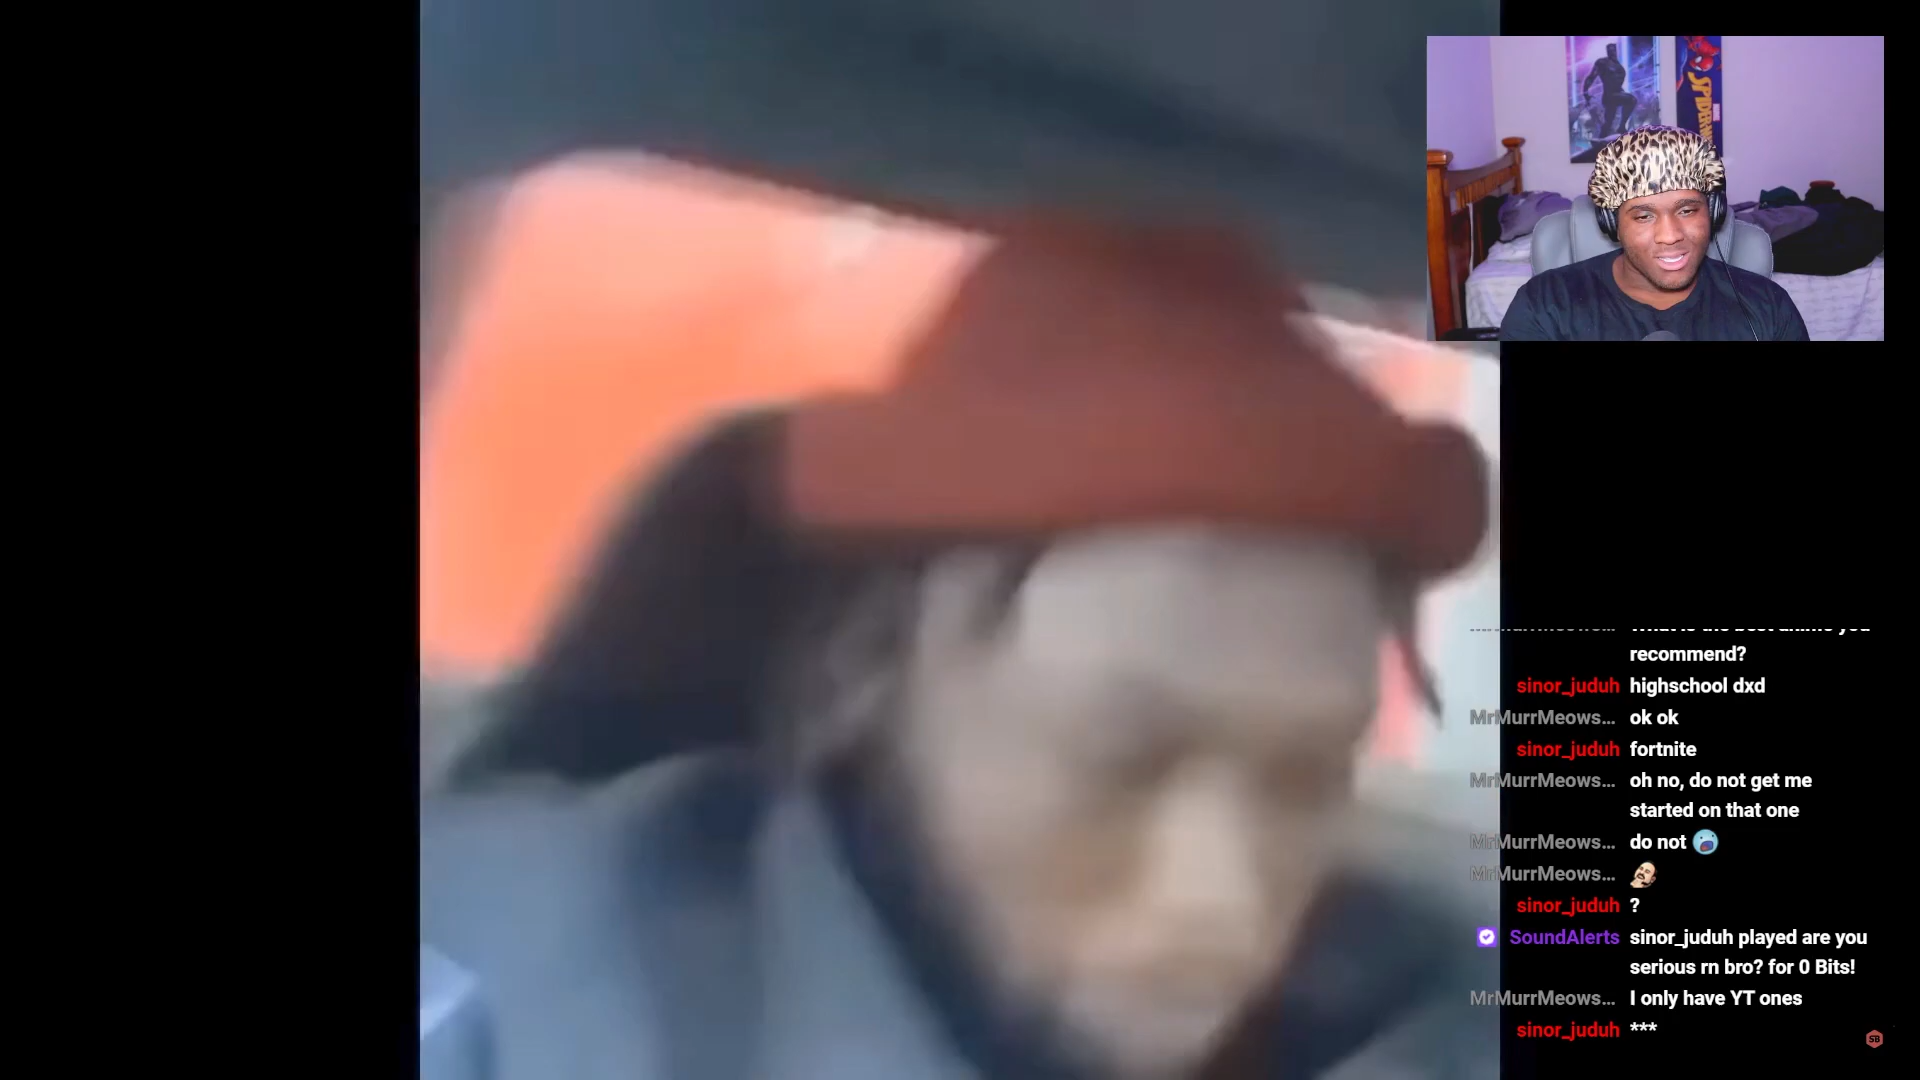 SPIDER
recommend?
sinor_juduh highschool dxd
MrMurrMeows... ok ok
sinor_juduh fortnite
MrMurrMeows... oh no, do not get me
started on that one
MrMurrMeows... do not
MrMurrMeows...
sinor_juduh ?
SoundAlerts sinor_juduh played are you
serious rn bro? for 0 Bits!
MrMurrMeows... I only have YT ones
sinor_juduh ***
SB